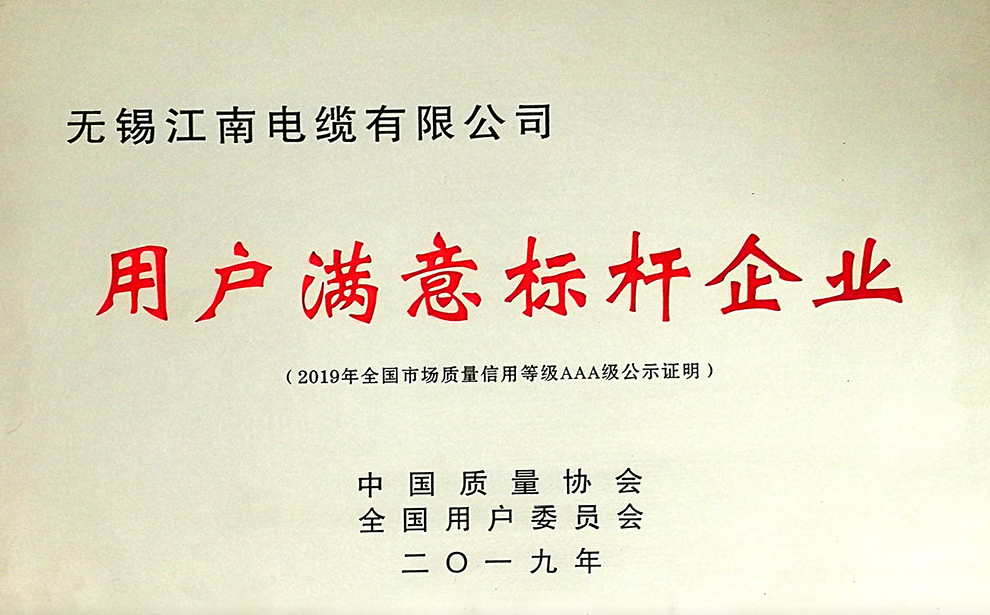 无锡江南电缆有限公司
用户满意标杆企业
（2019年全国市场质量信用等级AAA级公示证明）
中国质量协会
全国用户委员会
二〇一九年